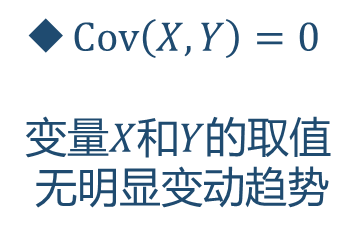 ◆ Cov(X, Y) = 0
变量X和Y的取值
无明显变动趋势